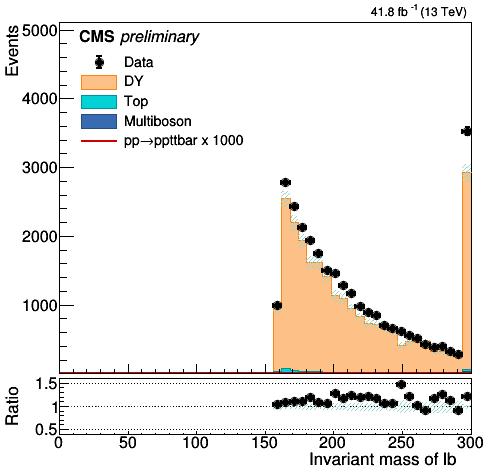 41.8 fb⁻¹ (13 TeV)
CMS preliminary
Data
DY
Top
Multiboson
pp→ppttbar x 1000
Events
5000
4000
3000
2000
1000
Ratio
1.5
1
0.5
0 50 100 150 200 250 300
Invariant mass of lb